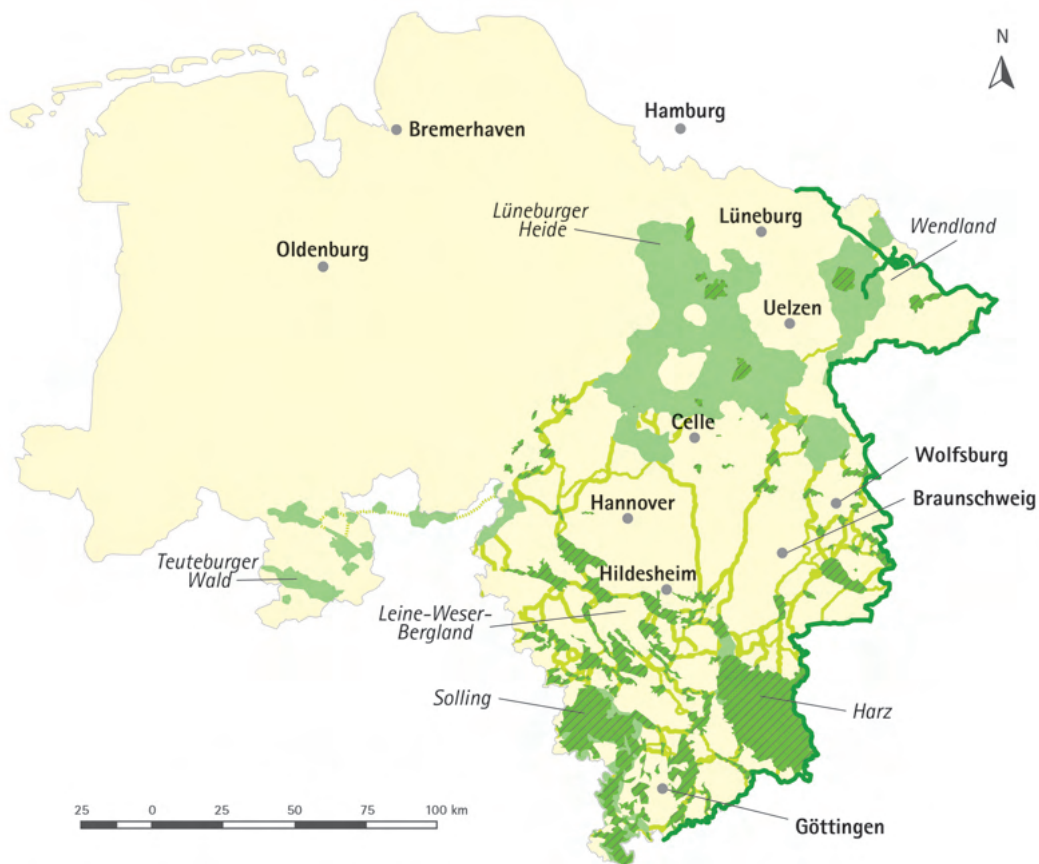 N
Hamburg
Bremerhaven
Lüneburger
Heide
Lüneburg
Wendland
Oldenburg
Uelzen
Celle
Wolfsburg
Hannover
Braunschweig
Teuteburger
Wald
Hildesheim
Leine-Weser-
Bergland
Solling
Harz
25 0 25 50 75 100 km
Göttingen